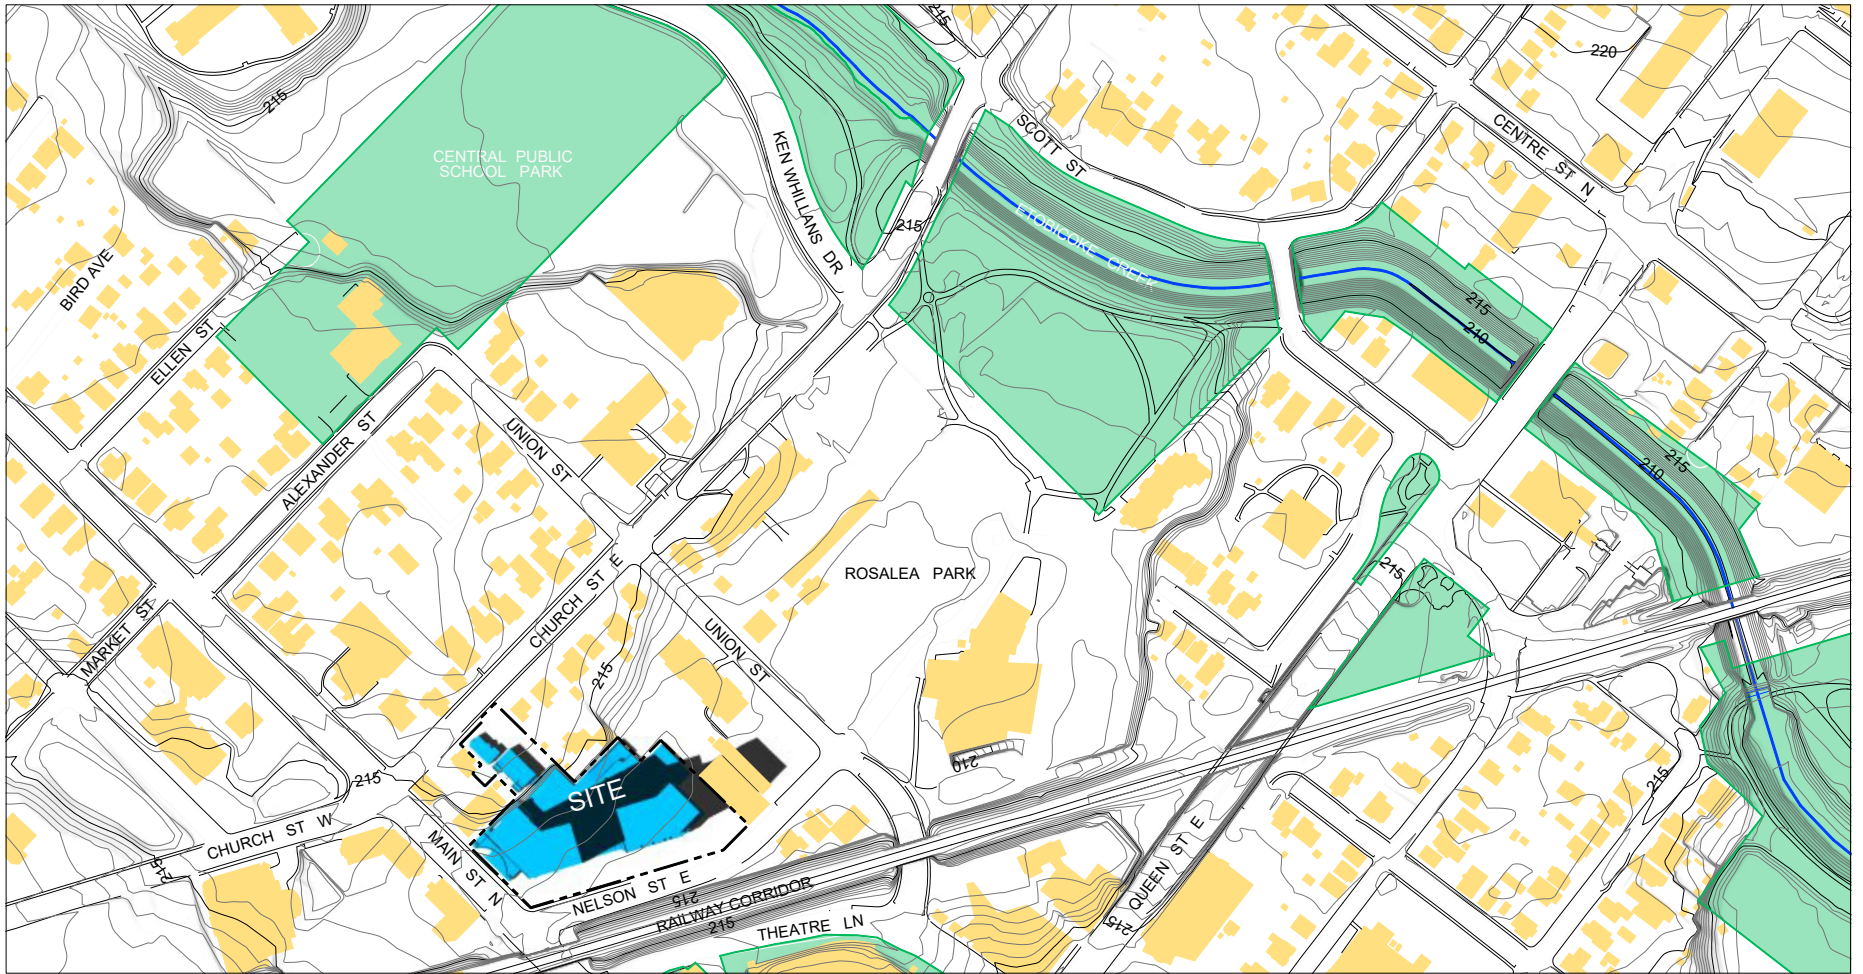 215
220
215
CENTRAL PUBLIC
SCHOOL PARK
KEN WHILLANS DR
SCOTT ST
CENTRE ST N
215
ETOBICOKE CREEK
BIRD AVE
215
210
ELLEN ST
UNION ST
ALEXANDER ST
215
210
CHURCH ST E
ROSALEA PARK
215
MARKET ST
UNION ST
215
215
210
215
SITE
CHURCH ST W
MAIN ST N
215
NELSON ST E
215
RAILWAY CORRIDOR
215
THEATRE LN
QUEEN ST E
215